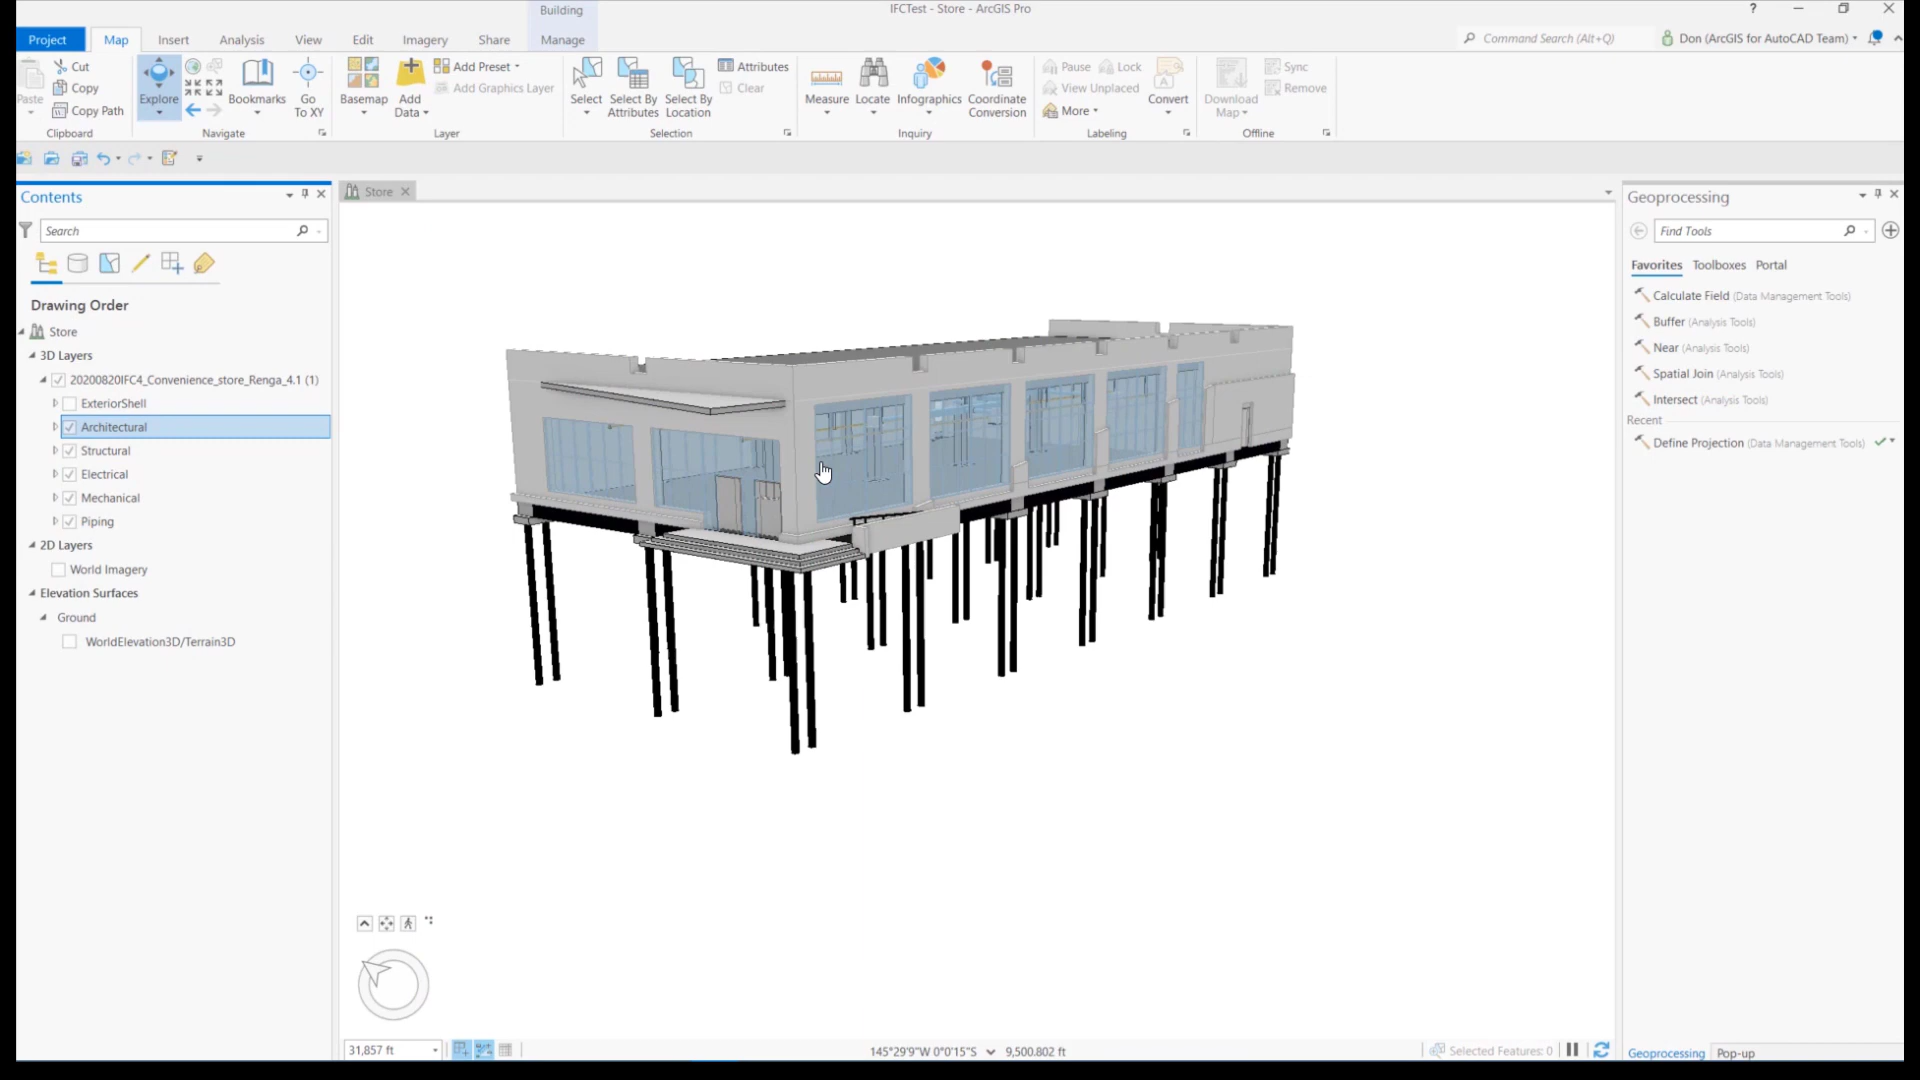 Building
IFCTest - Store - ArcGIS Pro
?
Project
Map
Insert
Analysis
View
Edit
Imagery
Share
Manage
Command Search (Alt+Q)
Don (ArcGIS for AutoCAD Team)
Paste
Cut
Copy
Copy Path
Clipboard
Explore
Bookmarks
Go
To XY
Navigate
Basemap
Add
Data
Add Preset
Add Graphics Layer
Layer
Select
Select By
Attributes
Select By
Location
Attributes
Clear
Selection
Measure
Locate
Infographics
Coordinate
Conversion
Inquiry
Pause
Lock
View Unplaced
More
Convert
Labeling
Download
Map
Sync
Remove
Offline
Contents
Search
Drawing Order
Store
3D Layers
20200820IFC4_Convenience_store_Renga_4.1 (1)
ExteriorShell
Architectural
Structural
Electrical
Mechanical
Piping
2D Layers
World Imagery
Elevation Surfaces
Ground
WorldElevation3D/Terrain3D
Store
31,857 ft
145°29'9"W 0°0'15"S
9,500.802 ft
Selected Features: 0
Geoprocessing
Find Tools
Favorites
Toolboxes
Portal
Calculate Field (Data Management Tools)
Buffer (Analysis Tools)
Near (Analysis Tools)
Spatial Join (Analysis Tools)
Intersect (Analysis Tools)
Recent
Define Projection (Data Management Tools)
Geoprocessing
Pop-up